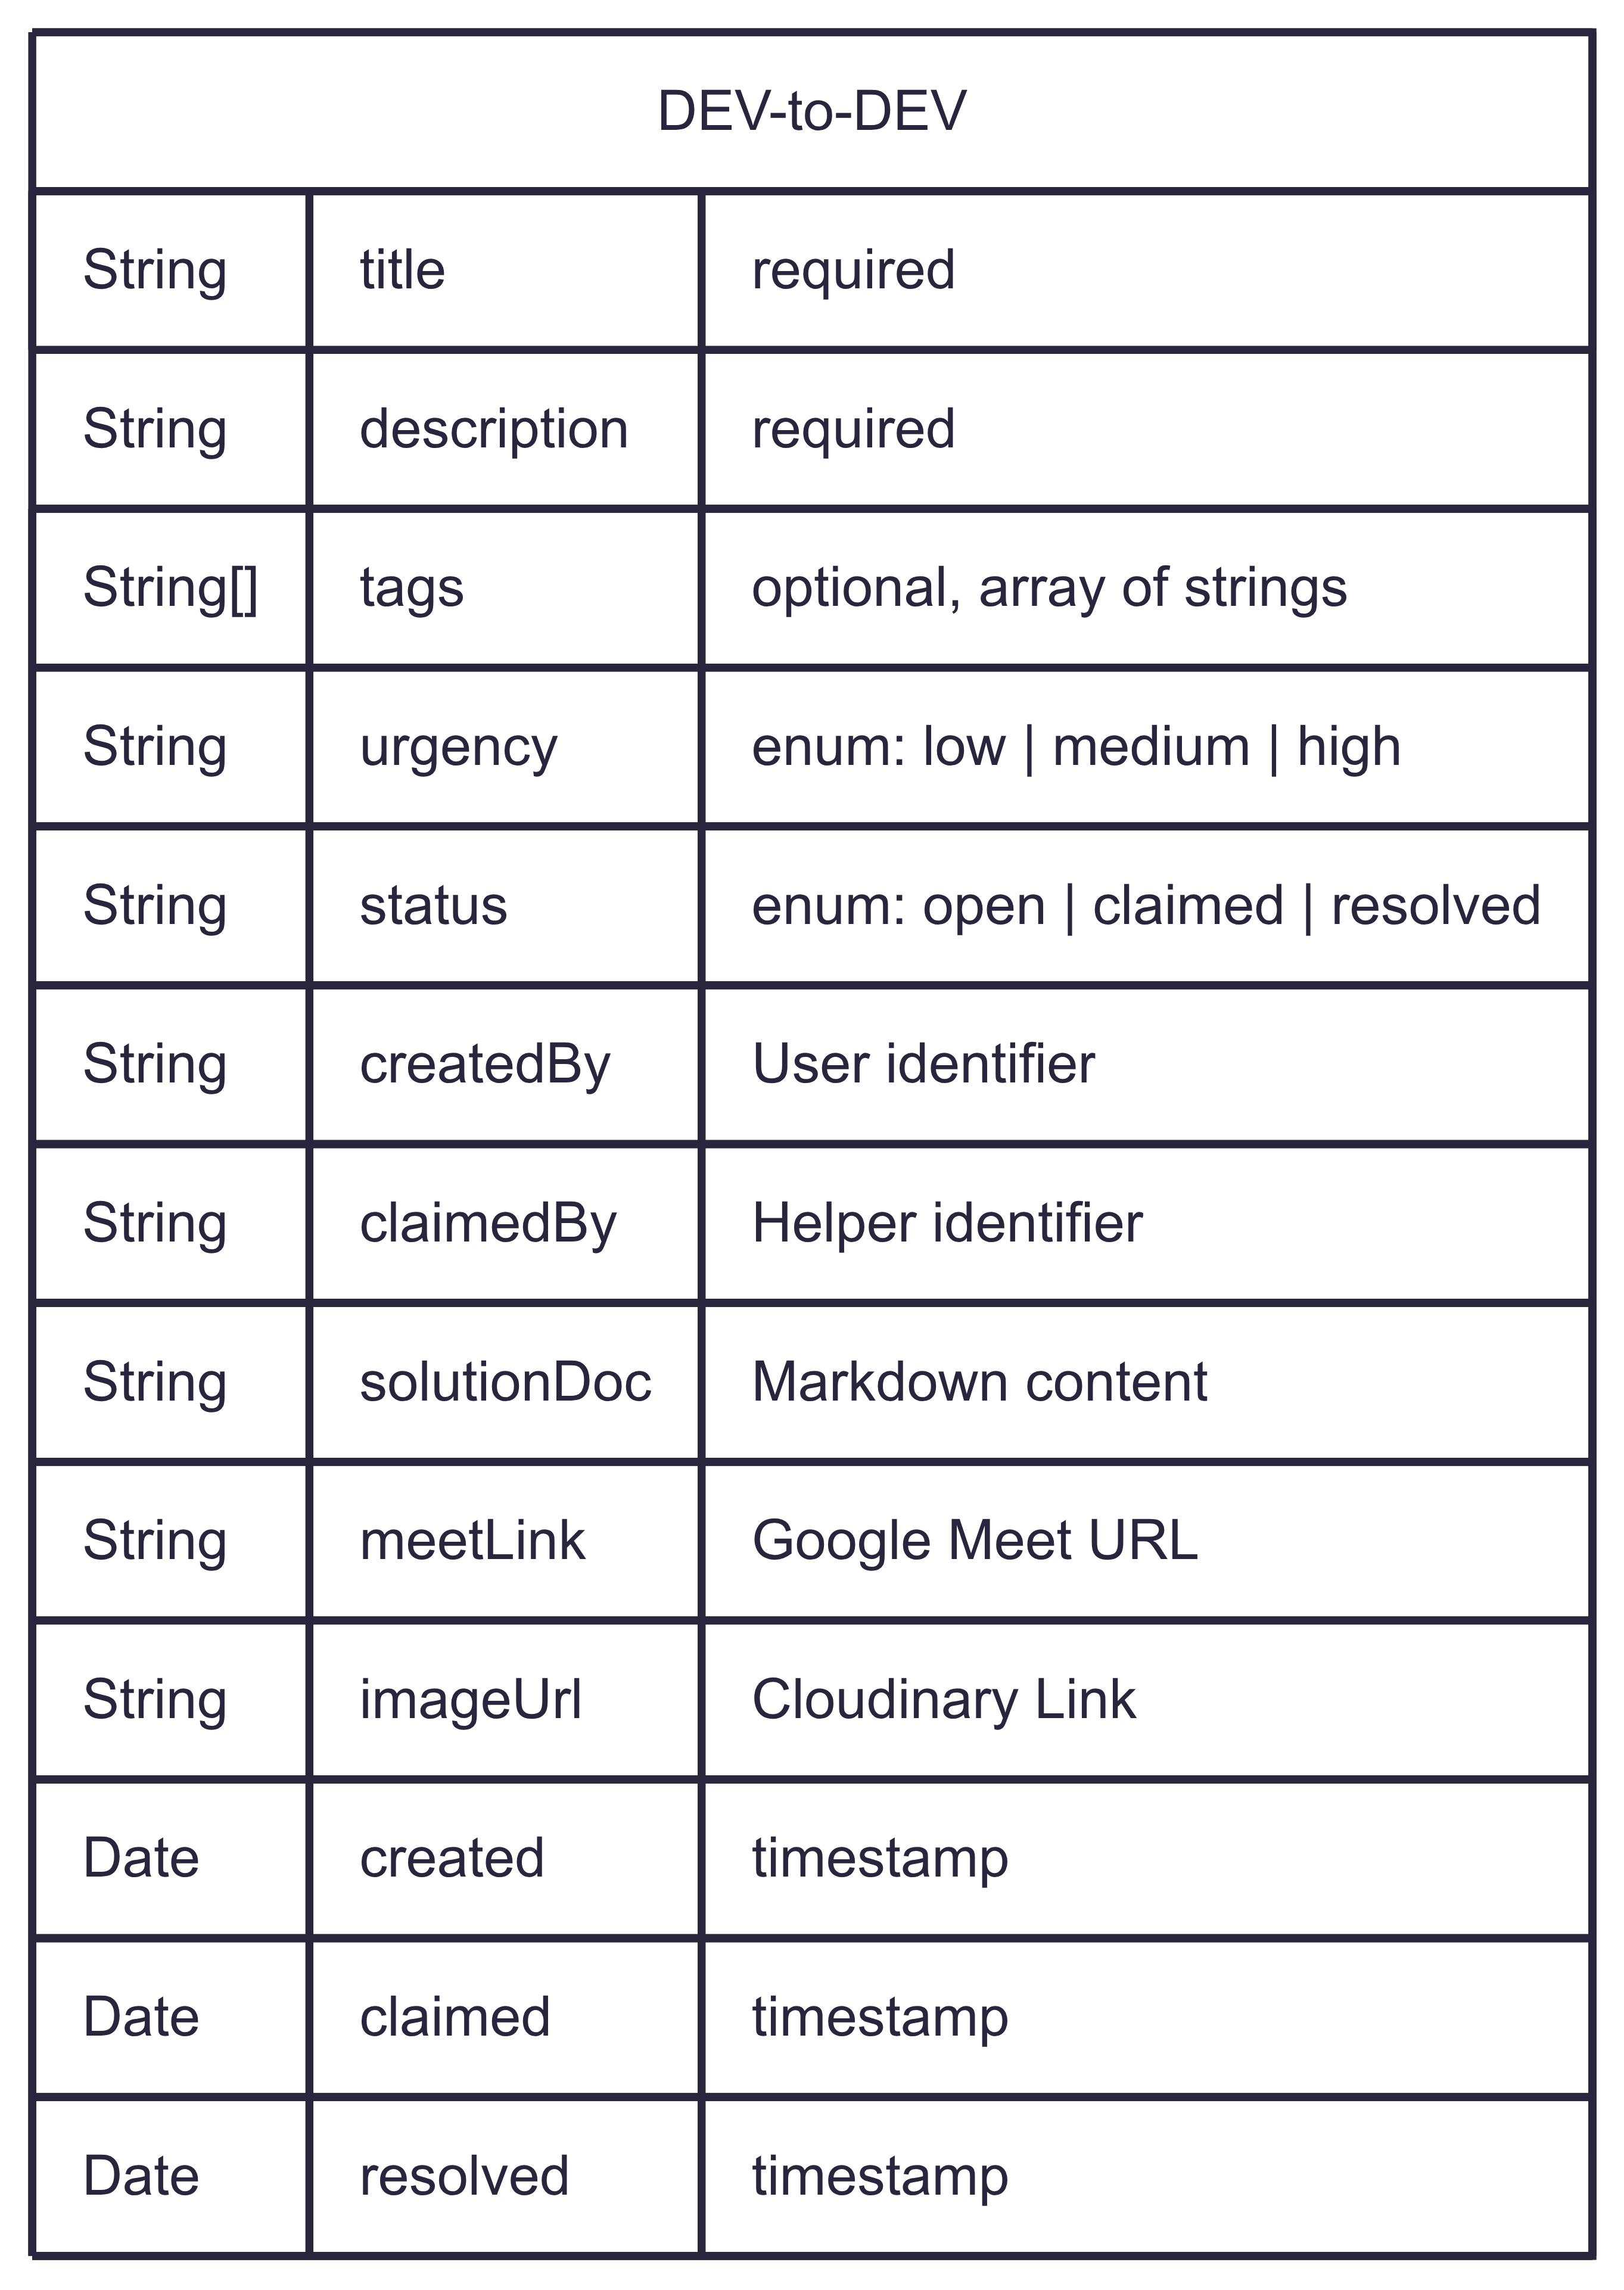 DEV-to-DEV
String title required
String description required
String[] tags optional, array of strings
String urgency enum: low | medium | high
String status enum: open | claimed | resolved
String createdBy User identifier
String claimedBy Helper identifier
String solutionDoc Markdown content
String meetLink Google Meet URL
String imageUrl Cloudinary Link
Date created timestamp
Date claimed timestamp
Date resolved timestamp